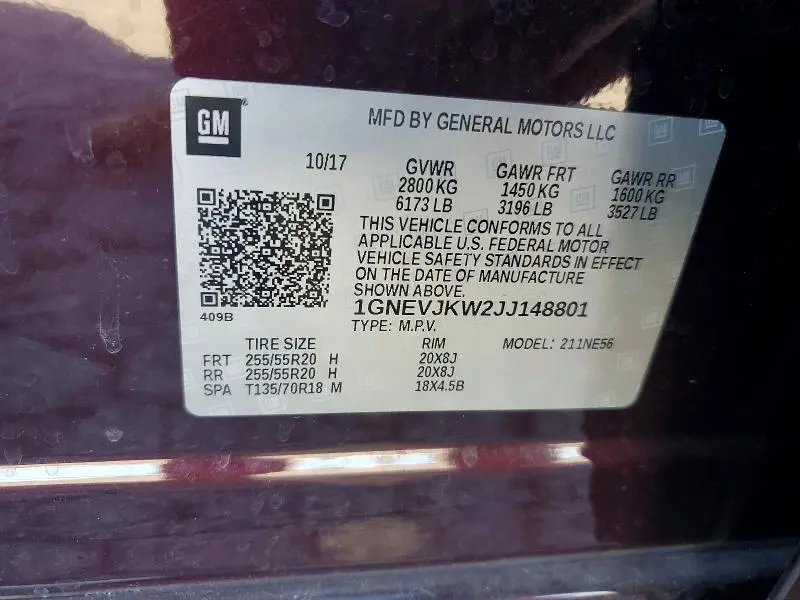 GM
MFD BY GENERAL MOTORS LLC
10/17 GVWR GAWR FRT GAWR RR
2800 KG 1450 KG 1600 KG
6173 LB 3196 LB 3527 LB
THIS VEHICLE CONFORMS TO ALL
APPLICABLE U.S. FEDERAL MOTOR
VEHICLE SAFETY STANDARDS IN EFFECT
ON THE DATE OF MANUFACTURE
SHOWN ABOVE.
1GNEVJKW2JJ148801
409B
TYPE: M.P.V.
TIRE SIZE RIM MODEL: 211NE56
FRT 255/55R20 H 20X8J
RR 255/55R20 H 20X8J
SPA T135/70R18 M 18X4.5B